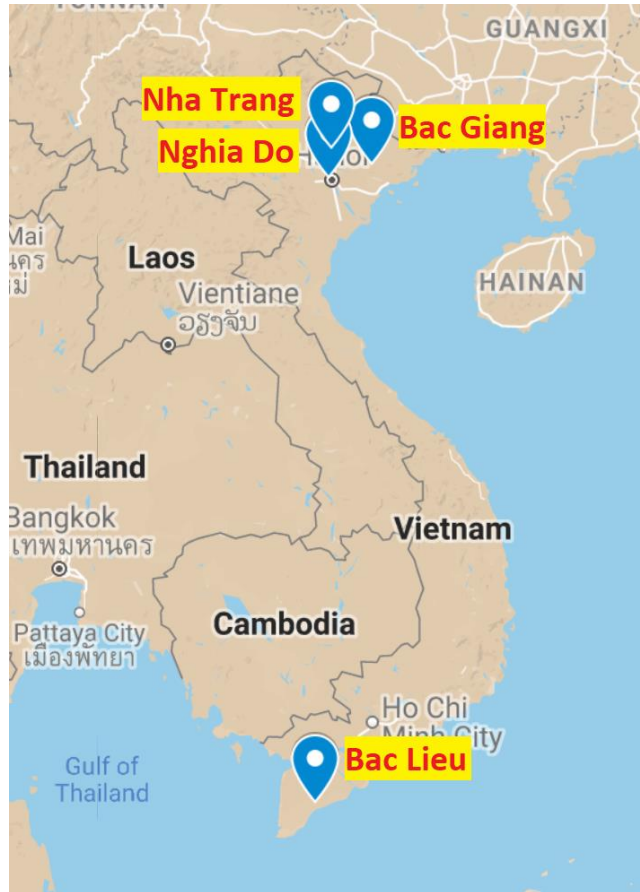 GUANGXI
Nha Trang
Bac Giang
Nghia Do
Mai
Laos
HAINAN
Vientiane
ວຽງຈັນ
Thailand
Bangkok
เทพมหานคร
Vietnam
Cambodia
Pattaya City
เมืองพัทยา
Ho Chi
Minh City
Bac Lieu
Gulf of
Thailand